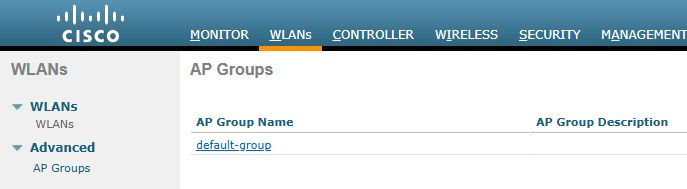 CISCO
MONITOR WLANs CONTROLLER WIRELESS SECURITY MANAGEMENT
WLANs
AP Groups
WLANs
WLANs
Advanced
AP Groups
AP Group Name AP Group Description
default-group